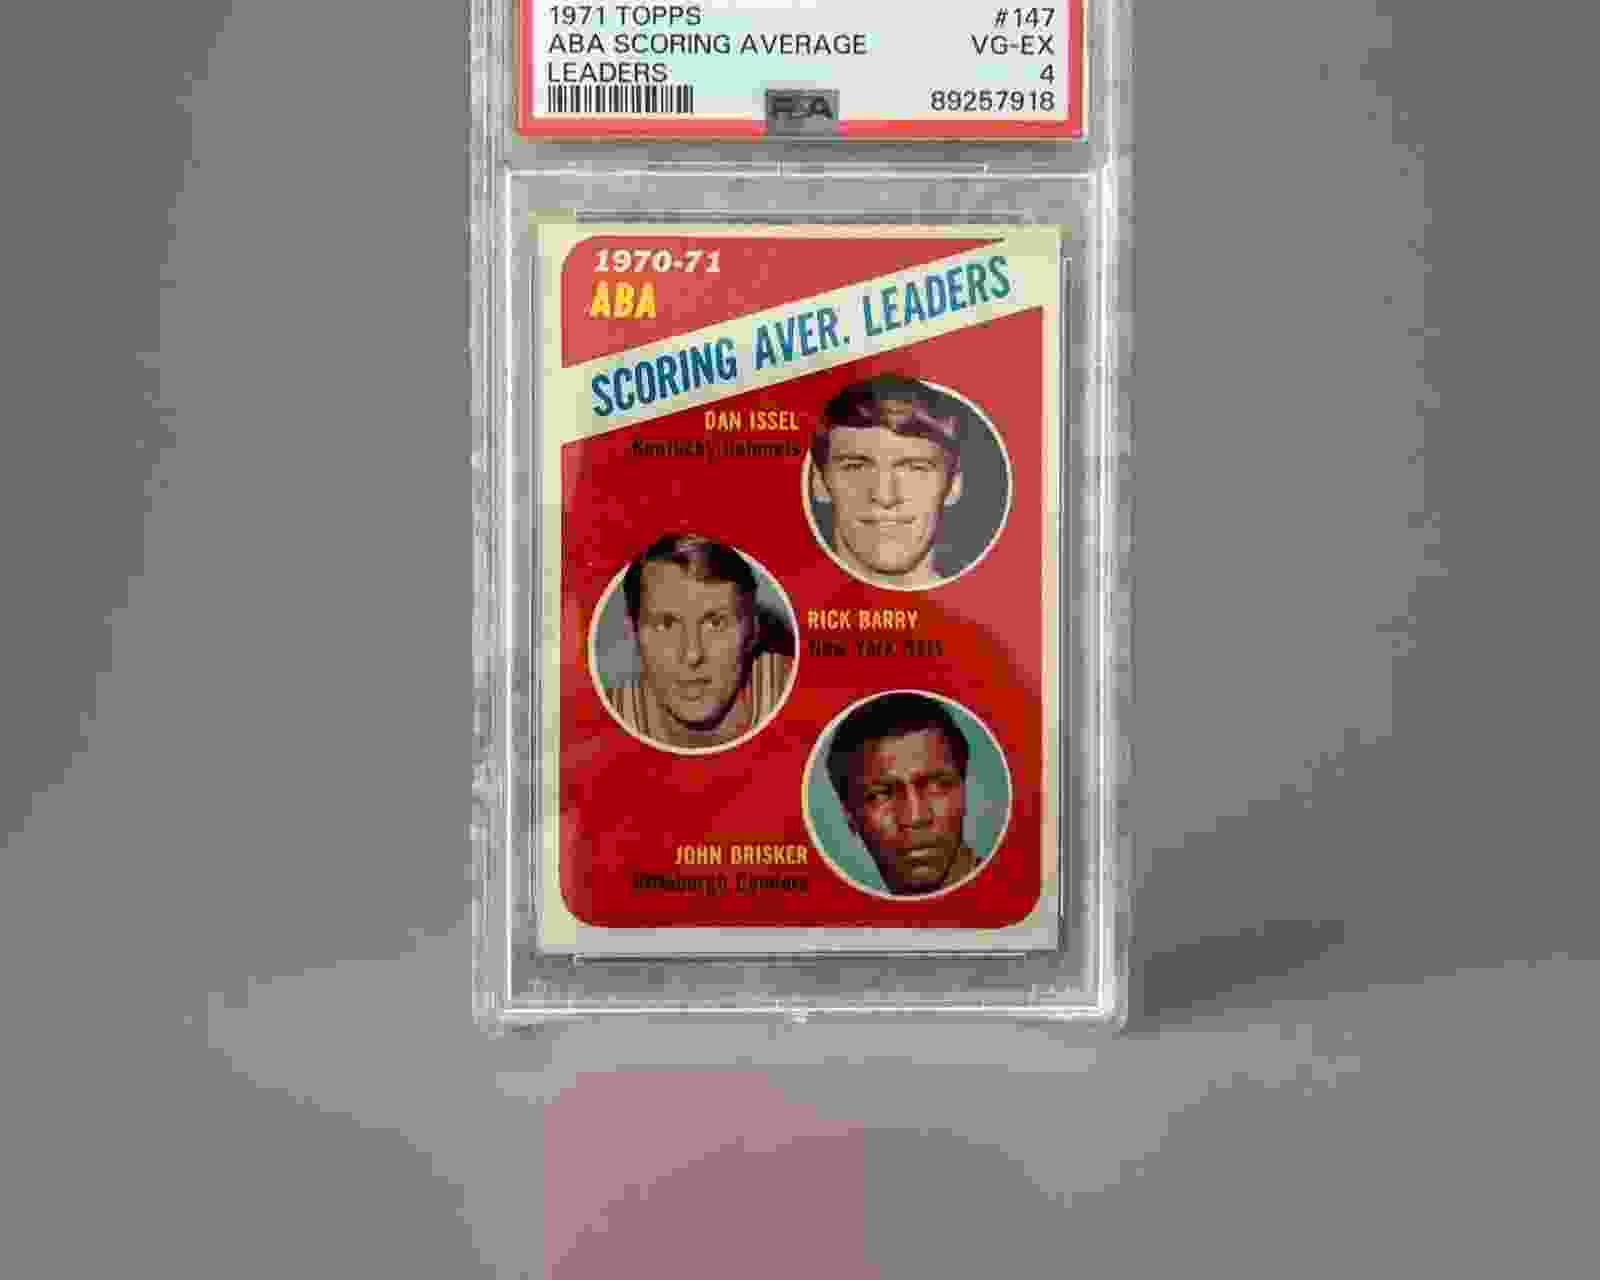 1971 TOPPS #147
ABA SCORING AVERAGE VG-EX
LEADERS 4
PSA 89257918
1970-71
ABA
SCORING AVER. LEADERS
DAN ISSEL
Kentucky Colonels
RICK BARRY
New York Nets
JOHN BRISKER
Pittsburgh Condors